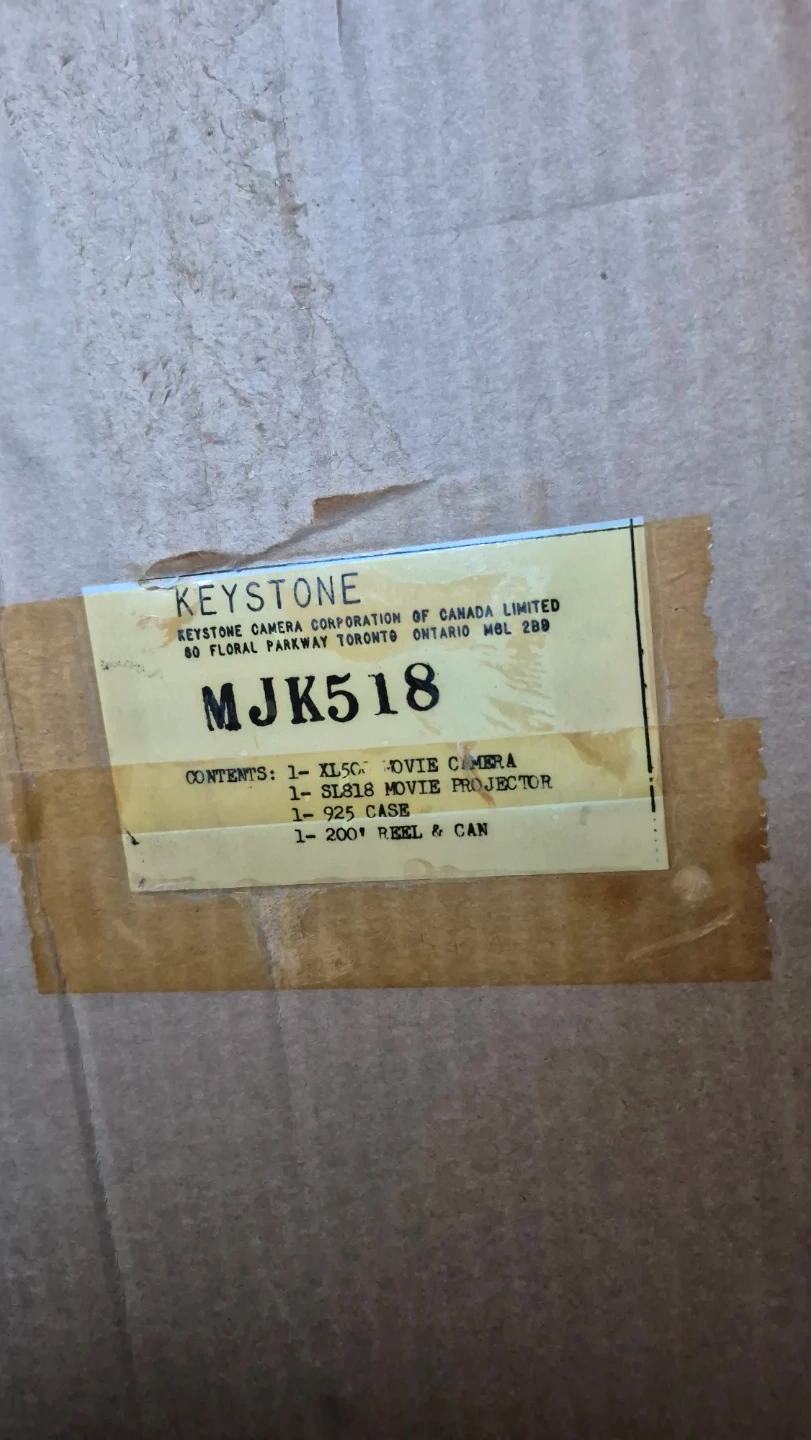 KEYSTONE
KEYSTONE CAMERA CORPORATION OF CANADA LIMITED
80 FLORAL PARKWAY TORONTO ONTARIO M6L 2B9
MJK518
CONTENTS: 1- MOVIE CAMERA
1- SL818 MOVIE PROJECTOR
1- 925 CASE
1- 200' REEL & CAN